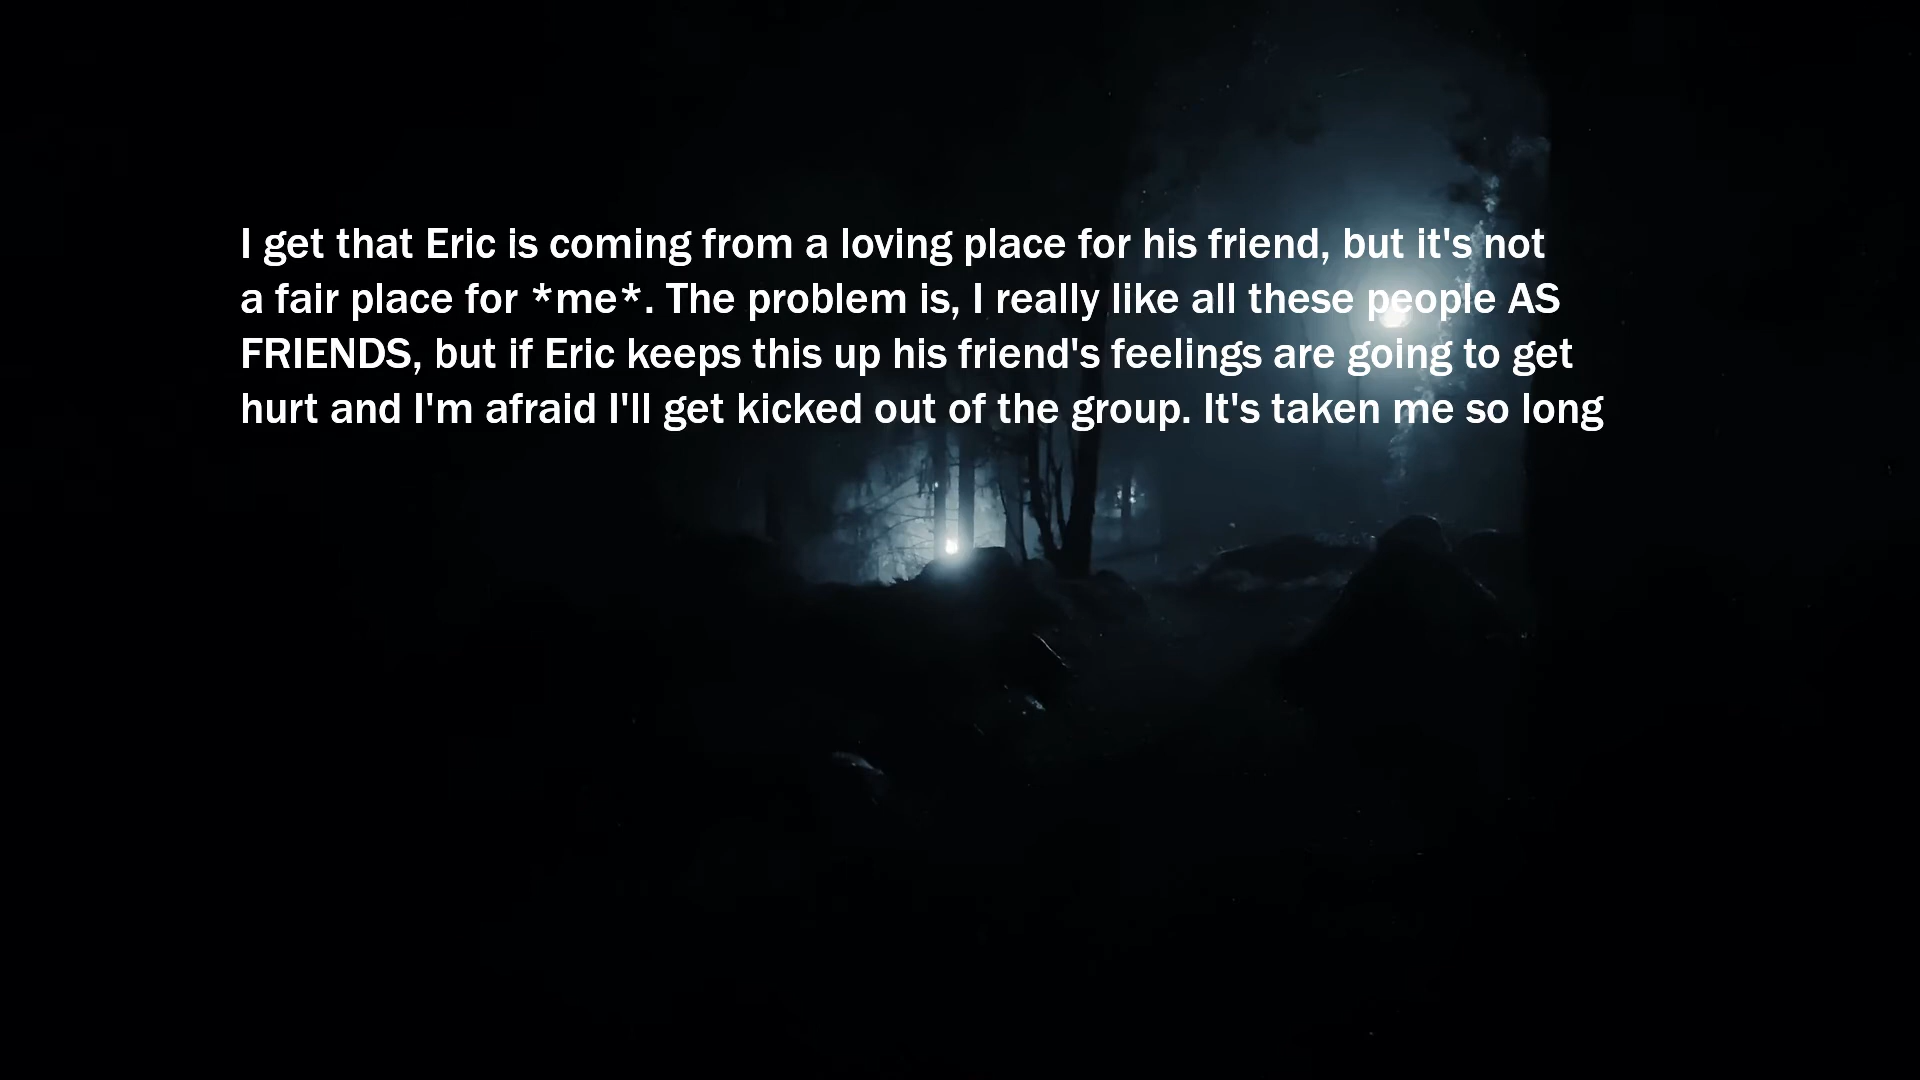 I get that Eric is coming from a loving place for his friend, but it's not
a fair place for *me*. The problem is, I really like all these people AS
FRIENDS, but if Eric keeps this up his friend's feelings are going to get
hurt and I'm afraid I'll get kicked out of the group. It's taken me so long